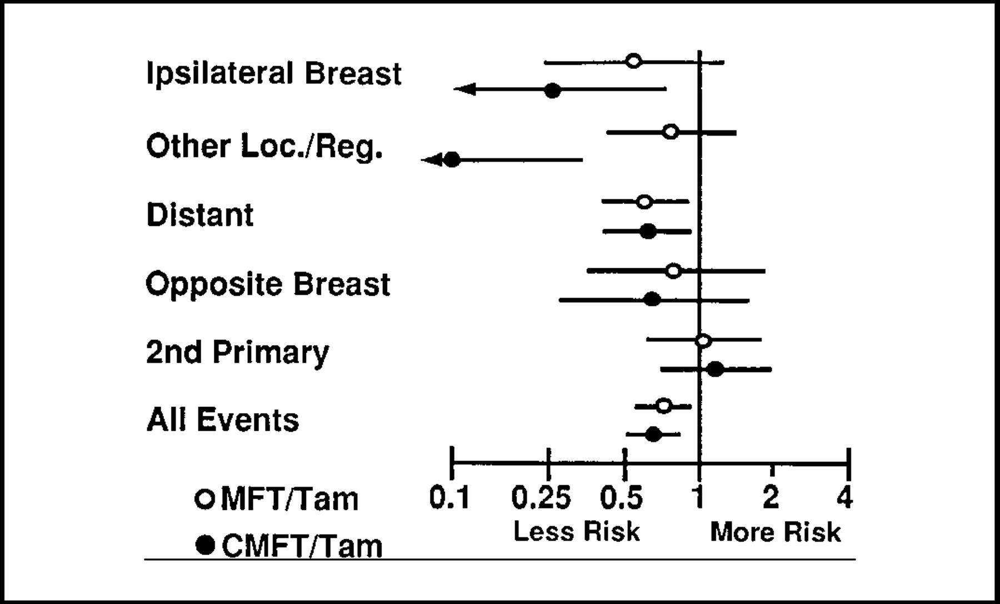 Ipsilateral Breast
Other Loc./Reg.
Distant
Opposite Breast
2nd Primary
All Events
0.1 0.25 0.5 1 2 4
Less Risk More Risk
MFT/Tam
CMFT/Tam